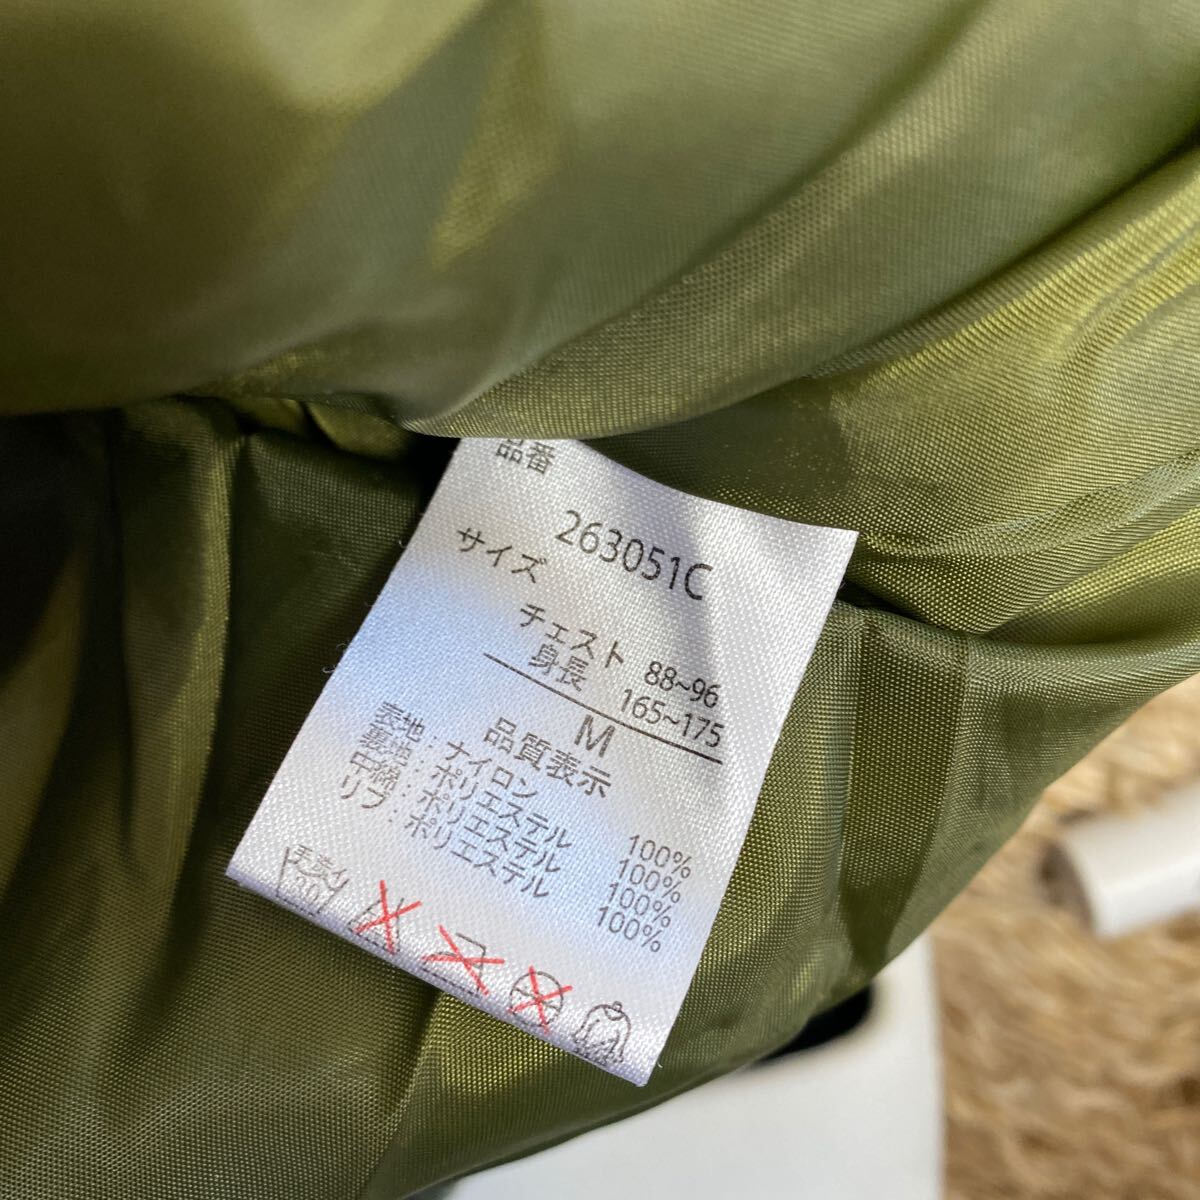 品番
263051C
サイズ
チェスト 88~96
身長 165~175
M
品質表示
表地：ナイロン 100%
裏地：ポリエステル 100%
中綿：ポリエステル 100%
リブ：ポリエステル 100%
手洗イ